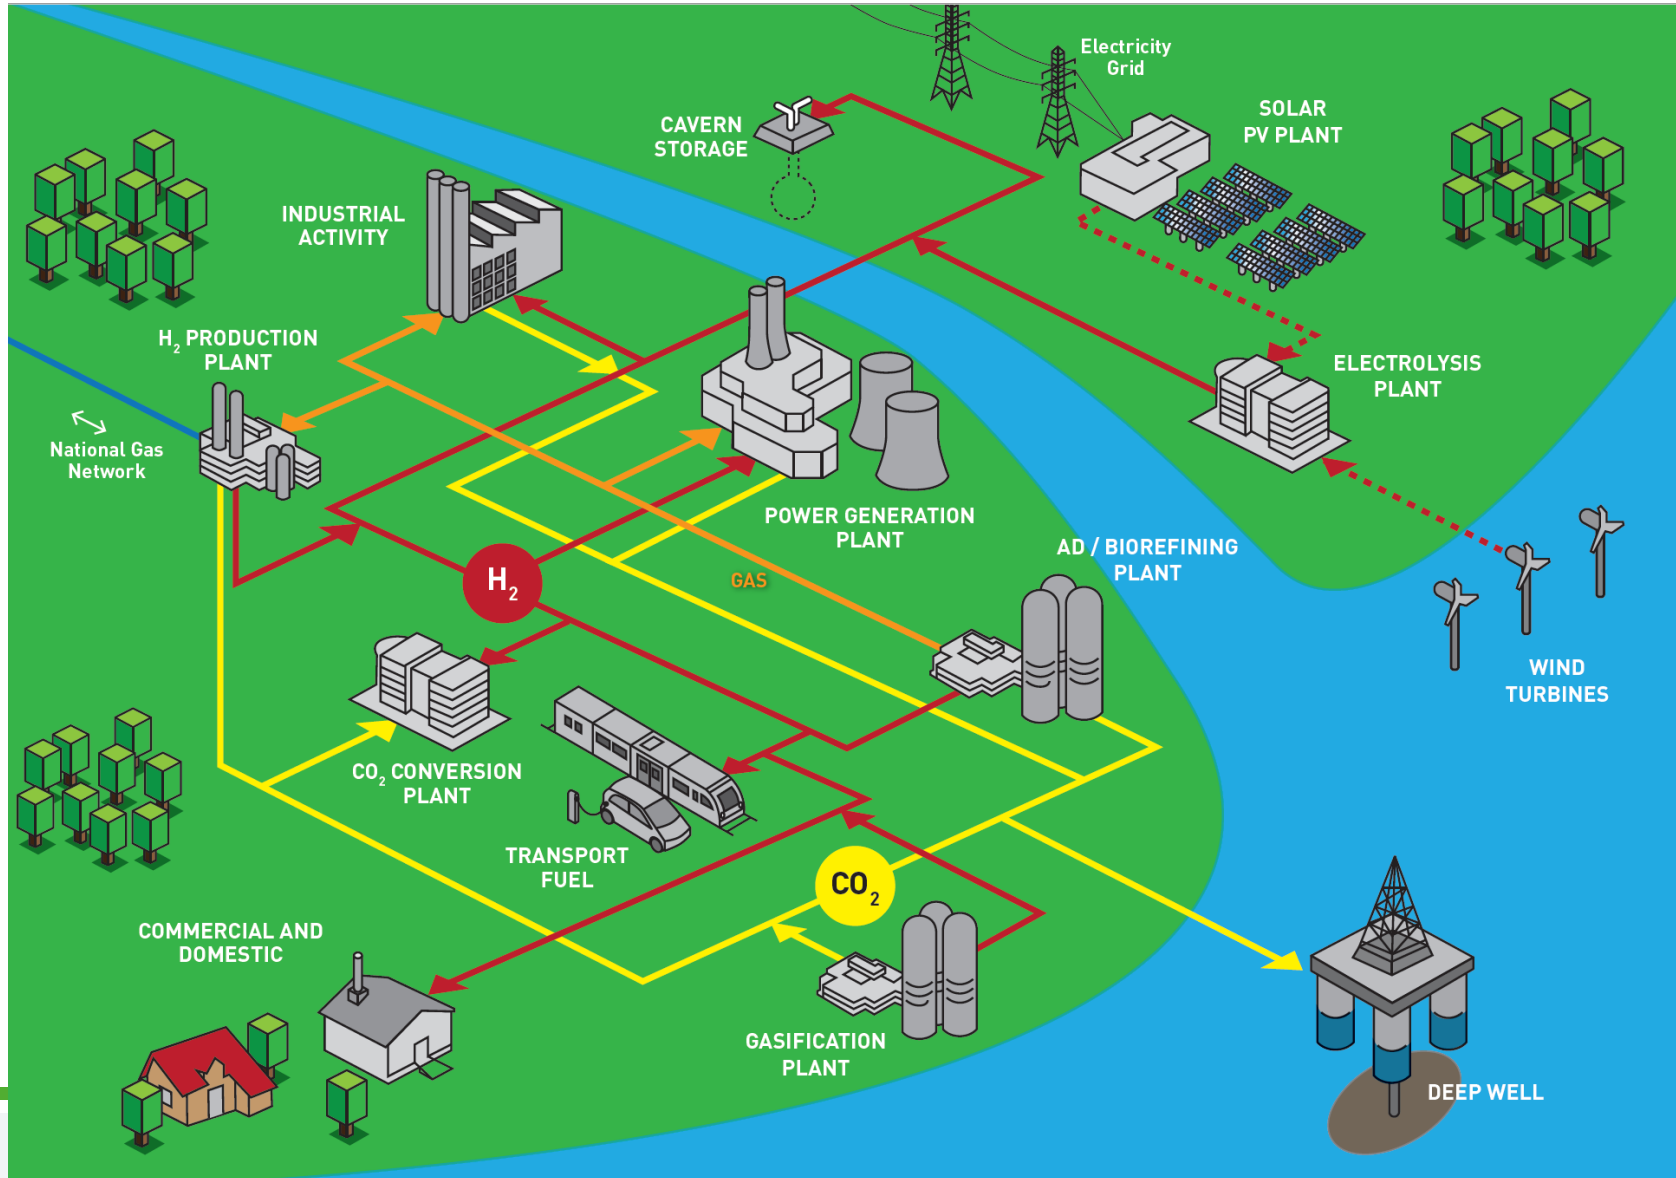 Electricity
Grid
SOLAR
PV PLANT
CAVERN
STORAGE
INDUSTRIAL
ACTIVITY
H₂ PRODUCTION
PLANT
ELECTROLYSIS
PLANT
National Gas
Network
POWER GENERATION
PLANT
AD / BIOREFINING
PLANT
H₂
GAS
WIND
TURBINES
CO₂ CONVERSION
PLANT
TRANSPORT
FUEL
CO₂
COMMERCIAL AND
DOMESTIC
GASIFICATION
PLANT
DEEP WELL